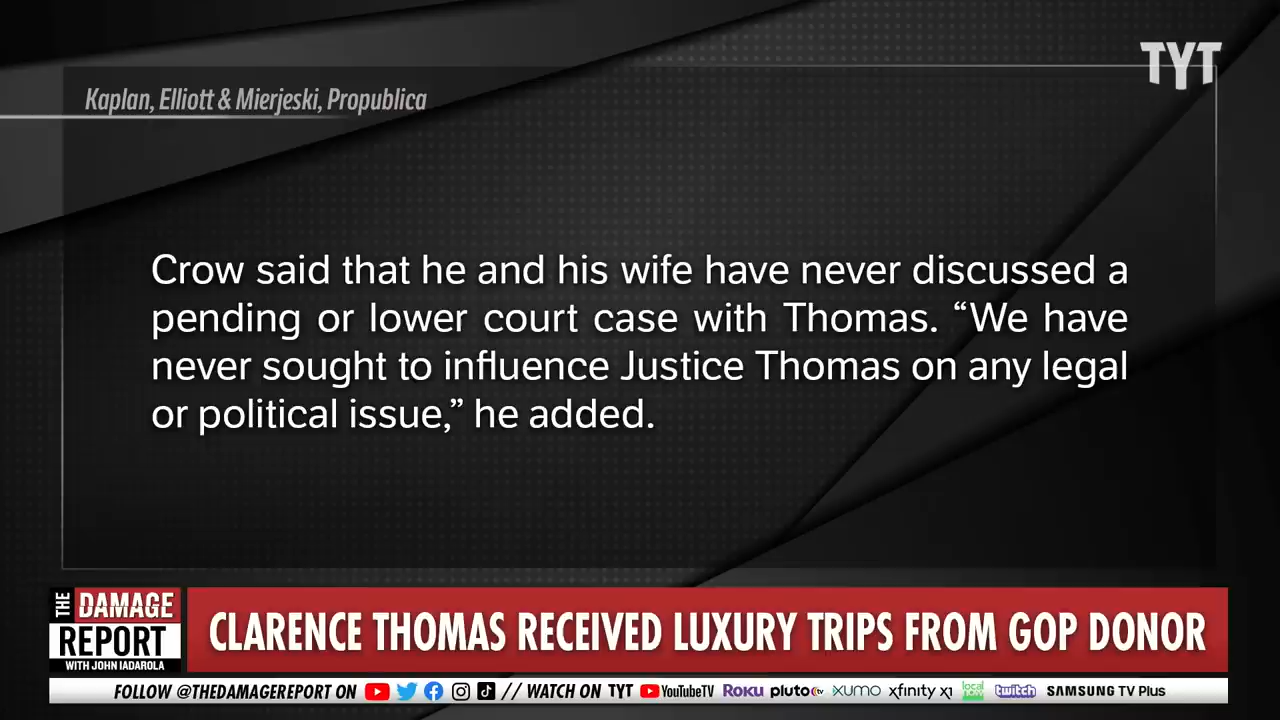 TYT
Kaplan, Elliott & Mierjeski, Propublica
Crow said that he and his wife have never discussed a
pending or lower court case with Thomas. “We have
never sought to influence Justice Thomas on any legal
or political issue,” he added.
THE DAMAGE
REPORT
WITH JOHN IADAROLA
CLARENCE THOMAS RECEIVED LUXURY TRIPS FROM GOP DONOR
FOLLOW @THEDAMAGEREPORT ON // WATCH ON TYT YouTubeTV Roku pluto tv xumo xfinity x1 local now twitch SAMSUNG TV Plus